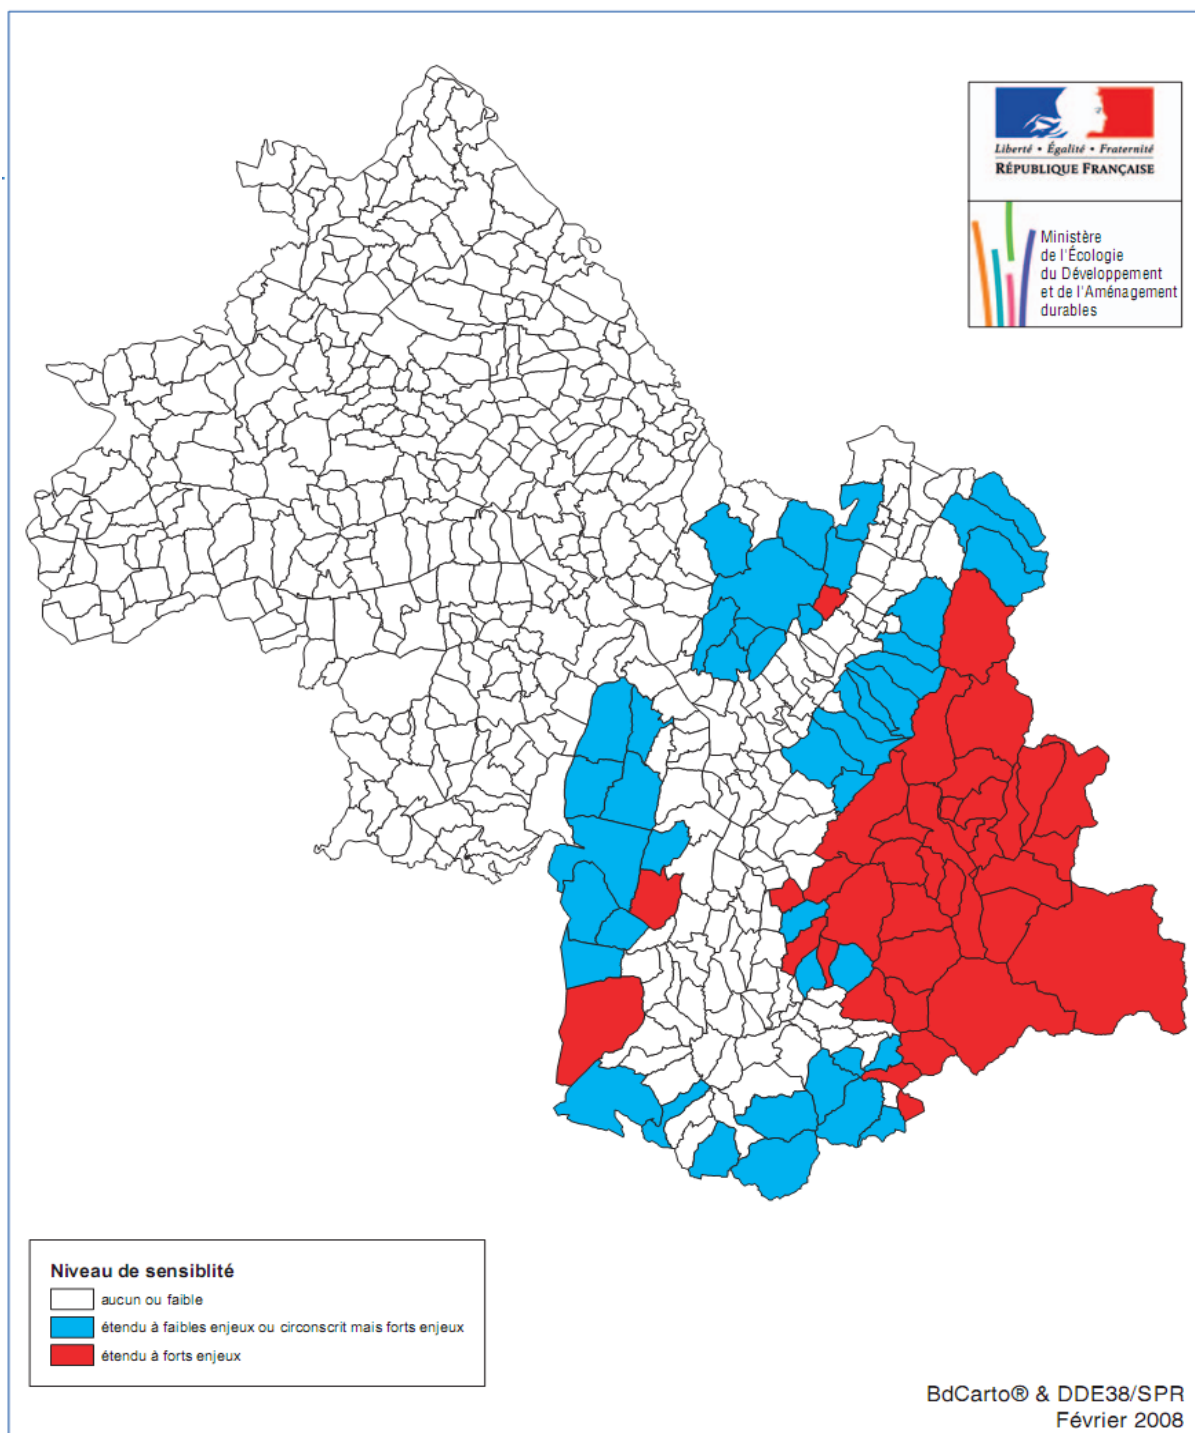 Liberté • Égalité • Fraternité
RÉPUBLIQUE FRANÇAISE
Ministère
de l'Écologie
du Développement
et de l'Aménagement
durables
Niveau de sensiblité
aucun ou faible
étendu à faibles enjeux ou circonscrit mais forts enjeux
étendu à forts enjeux
BdCarto® & DDE38/SPR
Février 2008